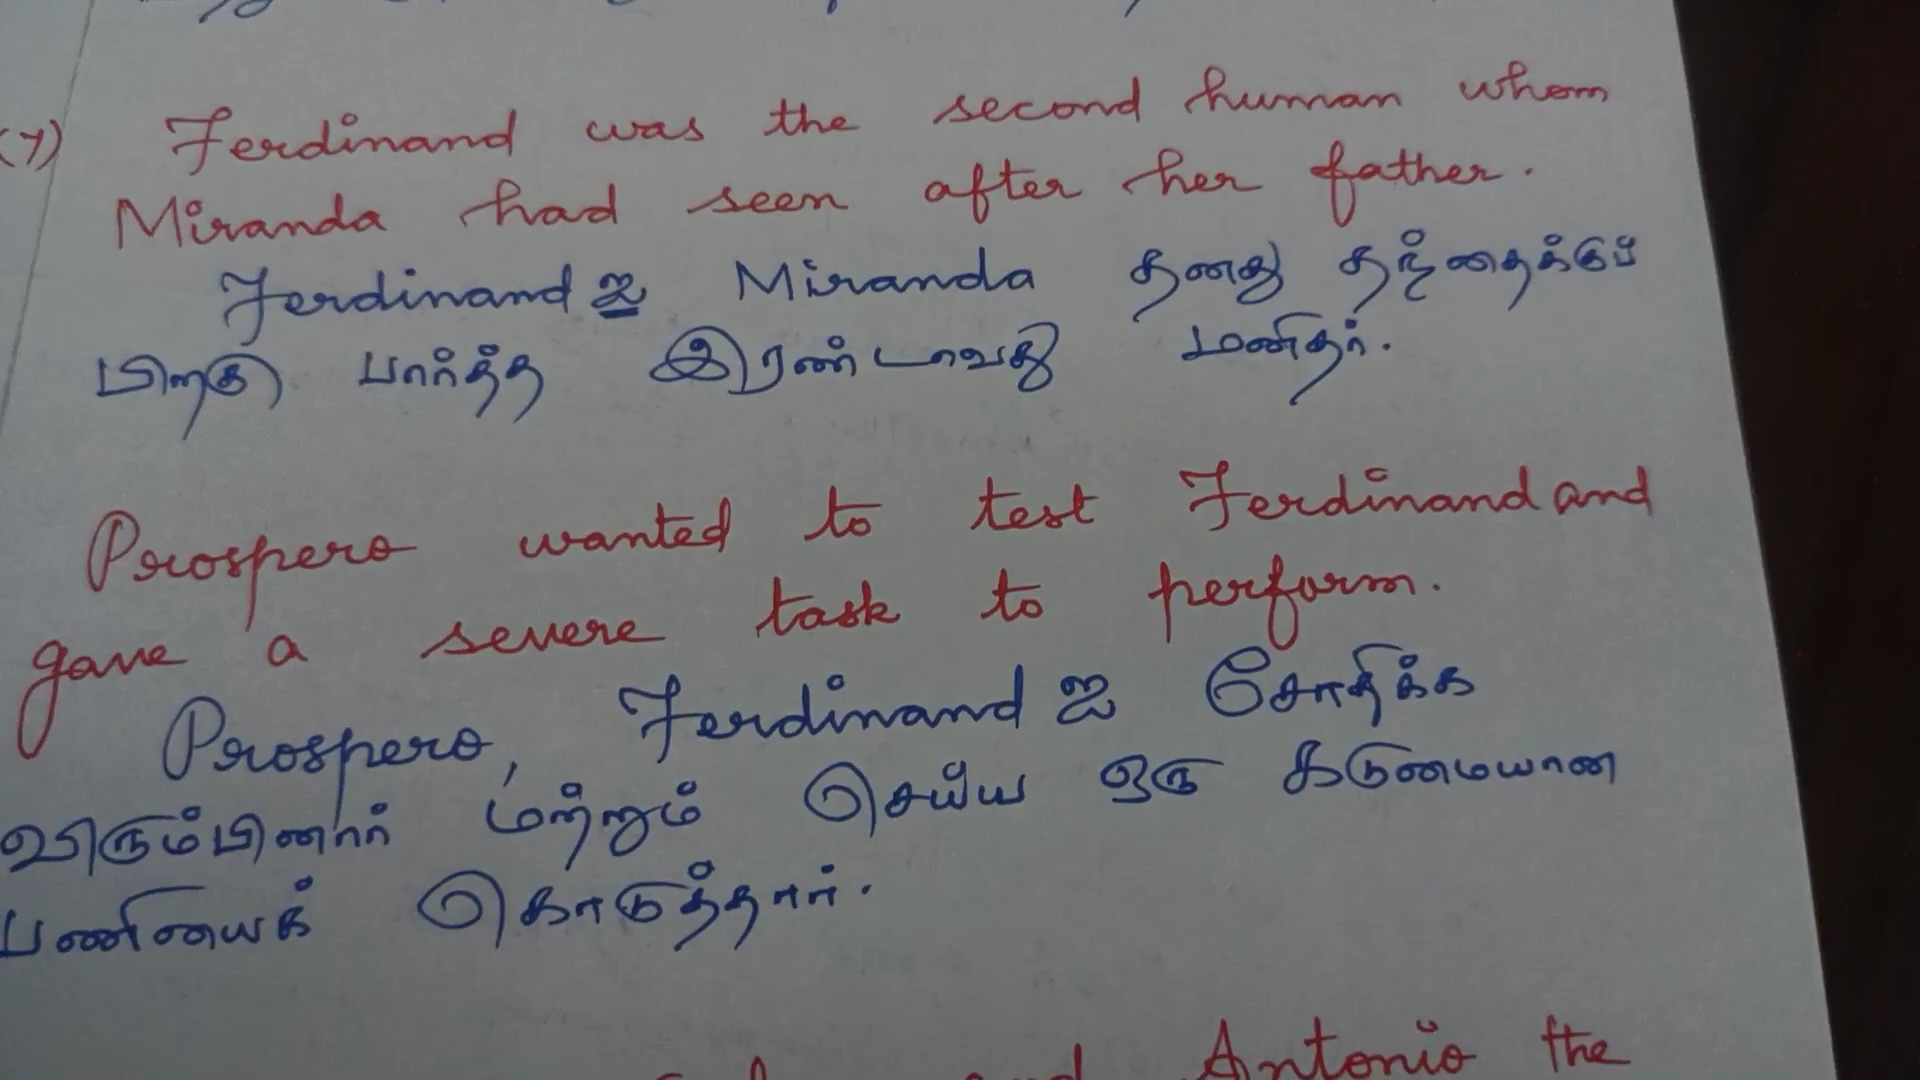 (7) Ferdinand was the second human whom
Miranda had seen after her father.
Ferdinand ஐ Miranda தனது தந்தைக்குப்
பிறகு பார்த்த இரண்டாவது மனிதர்.
Prospero wanted to test Ferdinand and
gave a severe task to perform.
Prospero, Ferdinand ஐ சோதிக்க
விரும்பினார் மற்றும் செய்ய ஒரு கடுமையான
பணியைக் கொடுத்தார்.
Antonio the